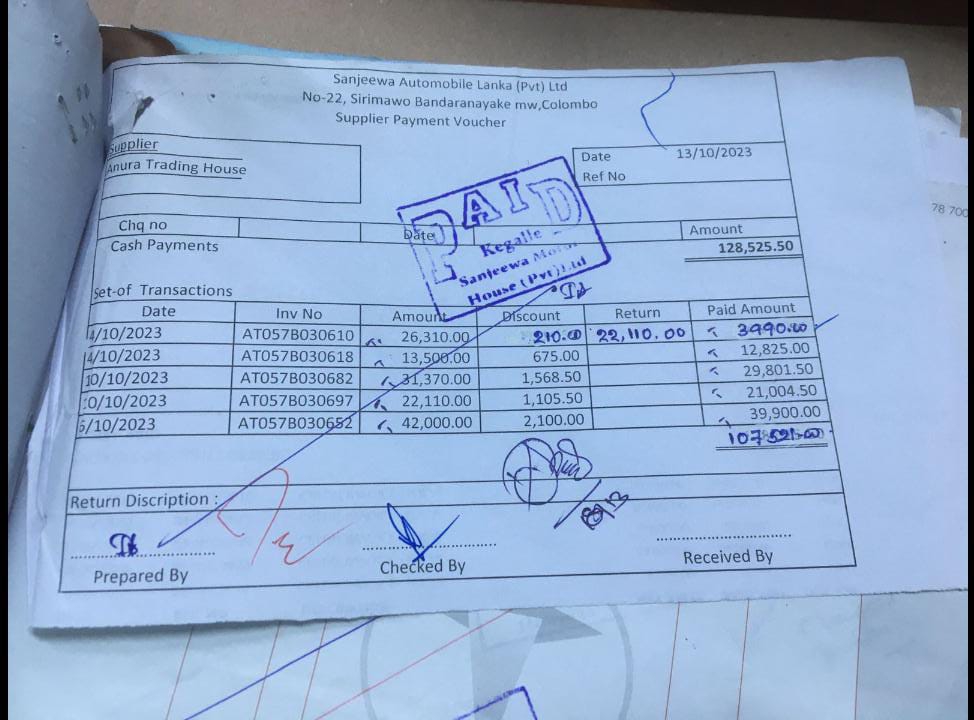 Sanjeewa Automobile Lanka (Pvt) Ltd
No-22, Sirimawo Bandaranayake mw,Colombo
Supplier Payment Voucher
Supplier
Anura Trading House
Date 13/10/2023
Ref No
PAID
Kegalle
Sanjeewa Motor
House (Pvt) Ltd
Chq no Date Amount
Cash Payments 128,525.50
Set-of Transactions
Date Inv No Amount Discount Return Paid Amount
4/10/2023 AT057B030610 26,310.00 210.00 22,110.00 3990.00
4/10/2023 AT057B030618 13,500.00 675.00 12,825.00
10/10/2023 AT057B030682 31,370.00 1,568.50 29,801.50
0/10/2023 AT057B030697 22,110.00 1,105.50 21,004.50
5/10/2023 AT057B030652 42,000.00 2,100.00 39,900.00
107521.00
Return Discription :
Prepared By Checked By Received By
78 700